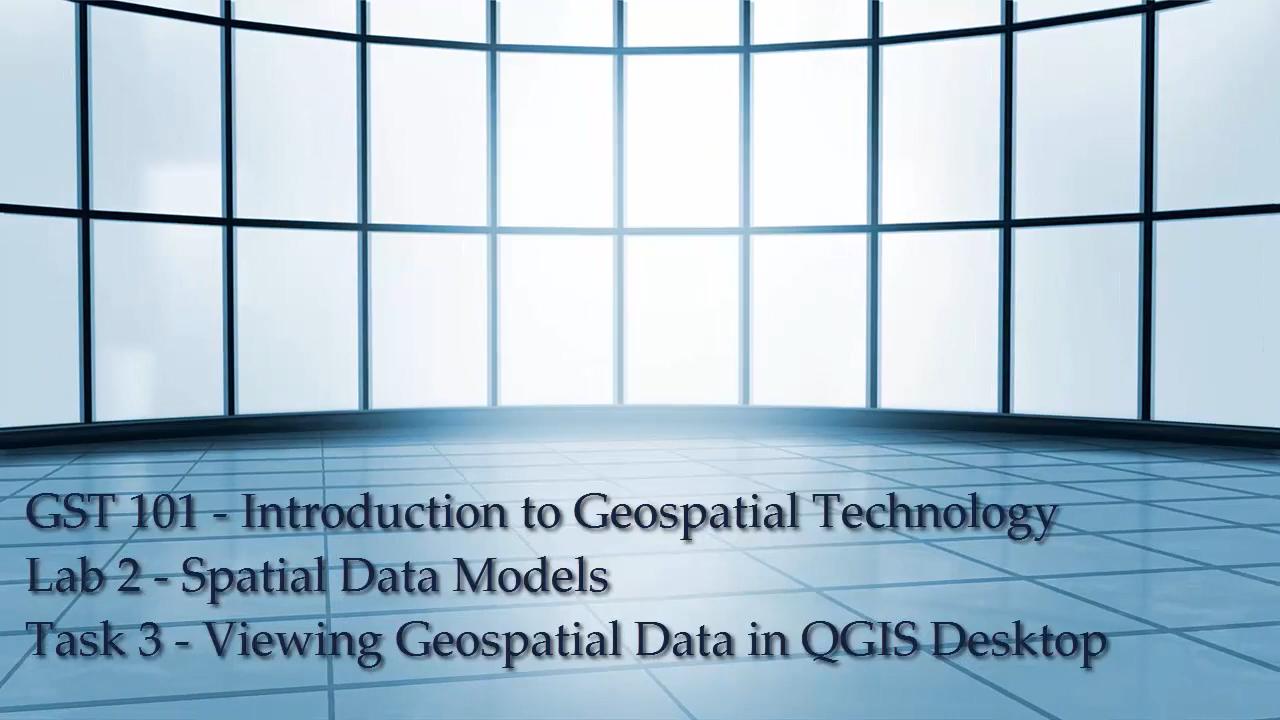 GST 101 - Introduction to Geospatial Technology
Lab 2 - Spatial Data Models
Task 3 - Viewing Geospatial Data in QGIS Desktop